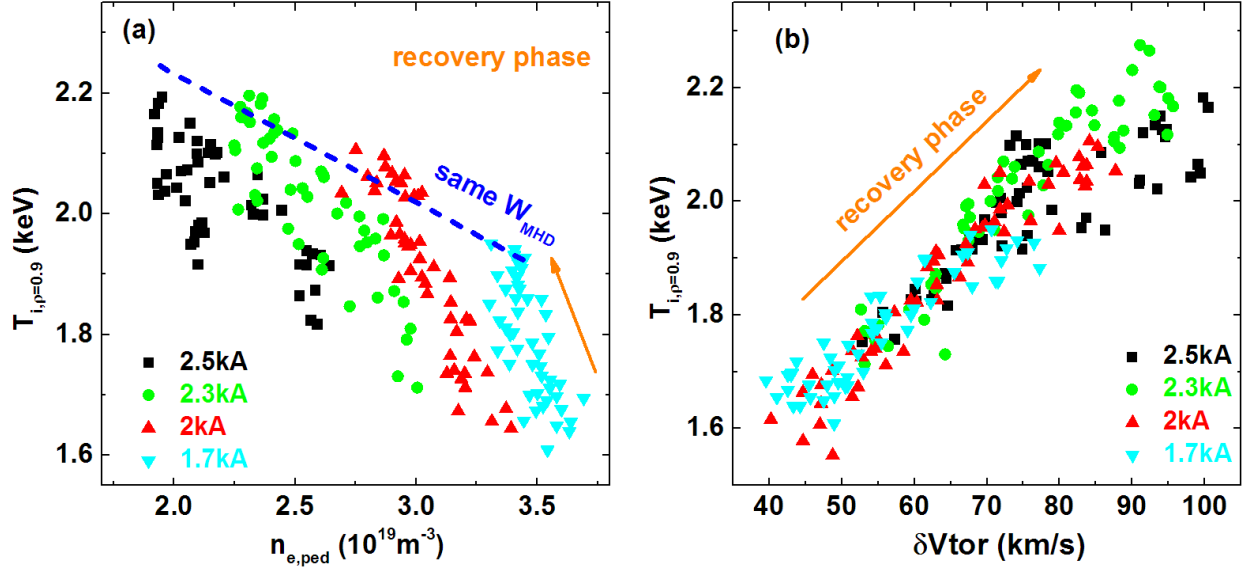 (a)
recovery phase
same W_MHD
2.2
2.0
1.8
1.6
T_i,ρ=0.9 (keV)
2.5kA
2.3kA
2kA
1.7kA
2.0 2.5 3.0 3.5
n_e,ped (10^19 m^-3)
(b)
recovery phase
2.2
2.0
1.8
1.6
T_i,ρ=0.9 (keV)
2.5kA
2.3kA
2kA
1.7kA
40 50 60 70 80 90 100
δVtor (km/s)